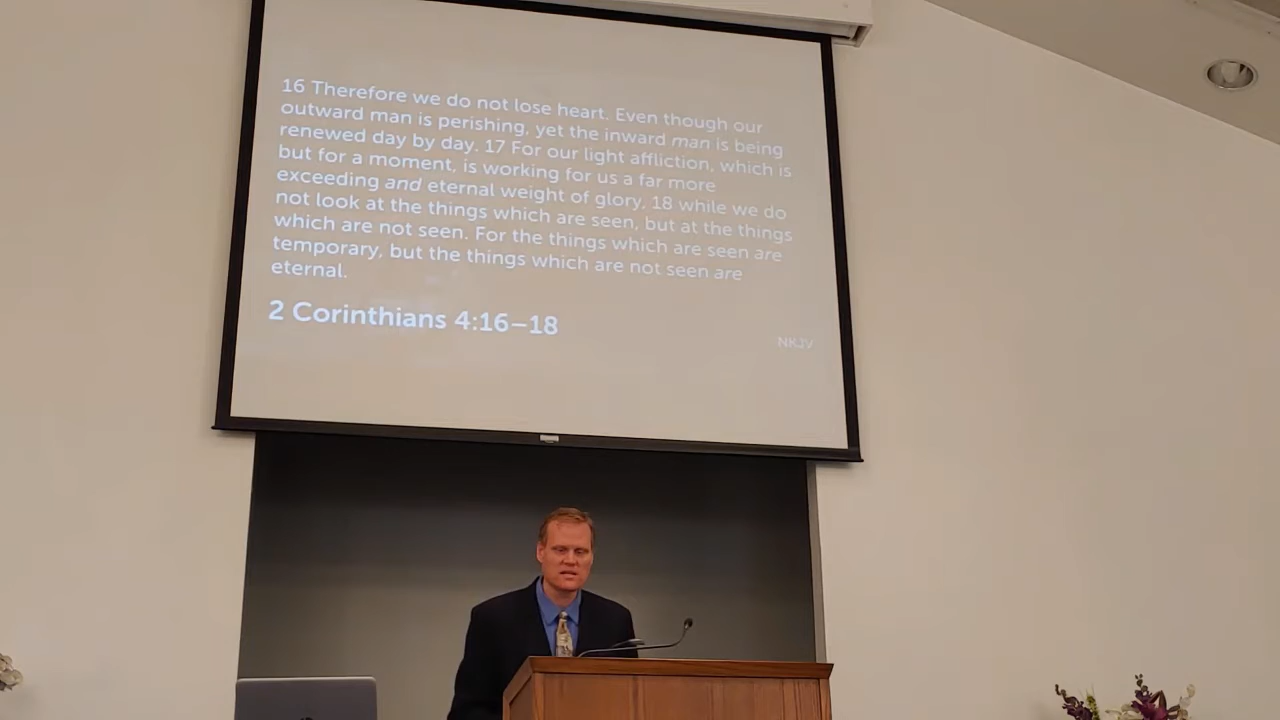 16 Therefore we do not lose heart. Even though our
outward man is perishing, yet the inward man is being
renewed day by day. 17 For our light affliction, which is
but for a moment, is working for us a far more
exceeding and eternal weight of glory, 18 while we do
not look at the things which are seen, but at the things
which are not seen. For the things which are seen are
temporary, but the things which are not seen are
eternal.
2 Corinthians 4:16–18
NKJV